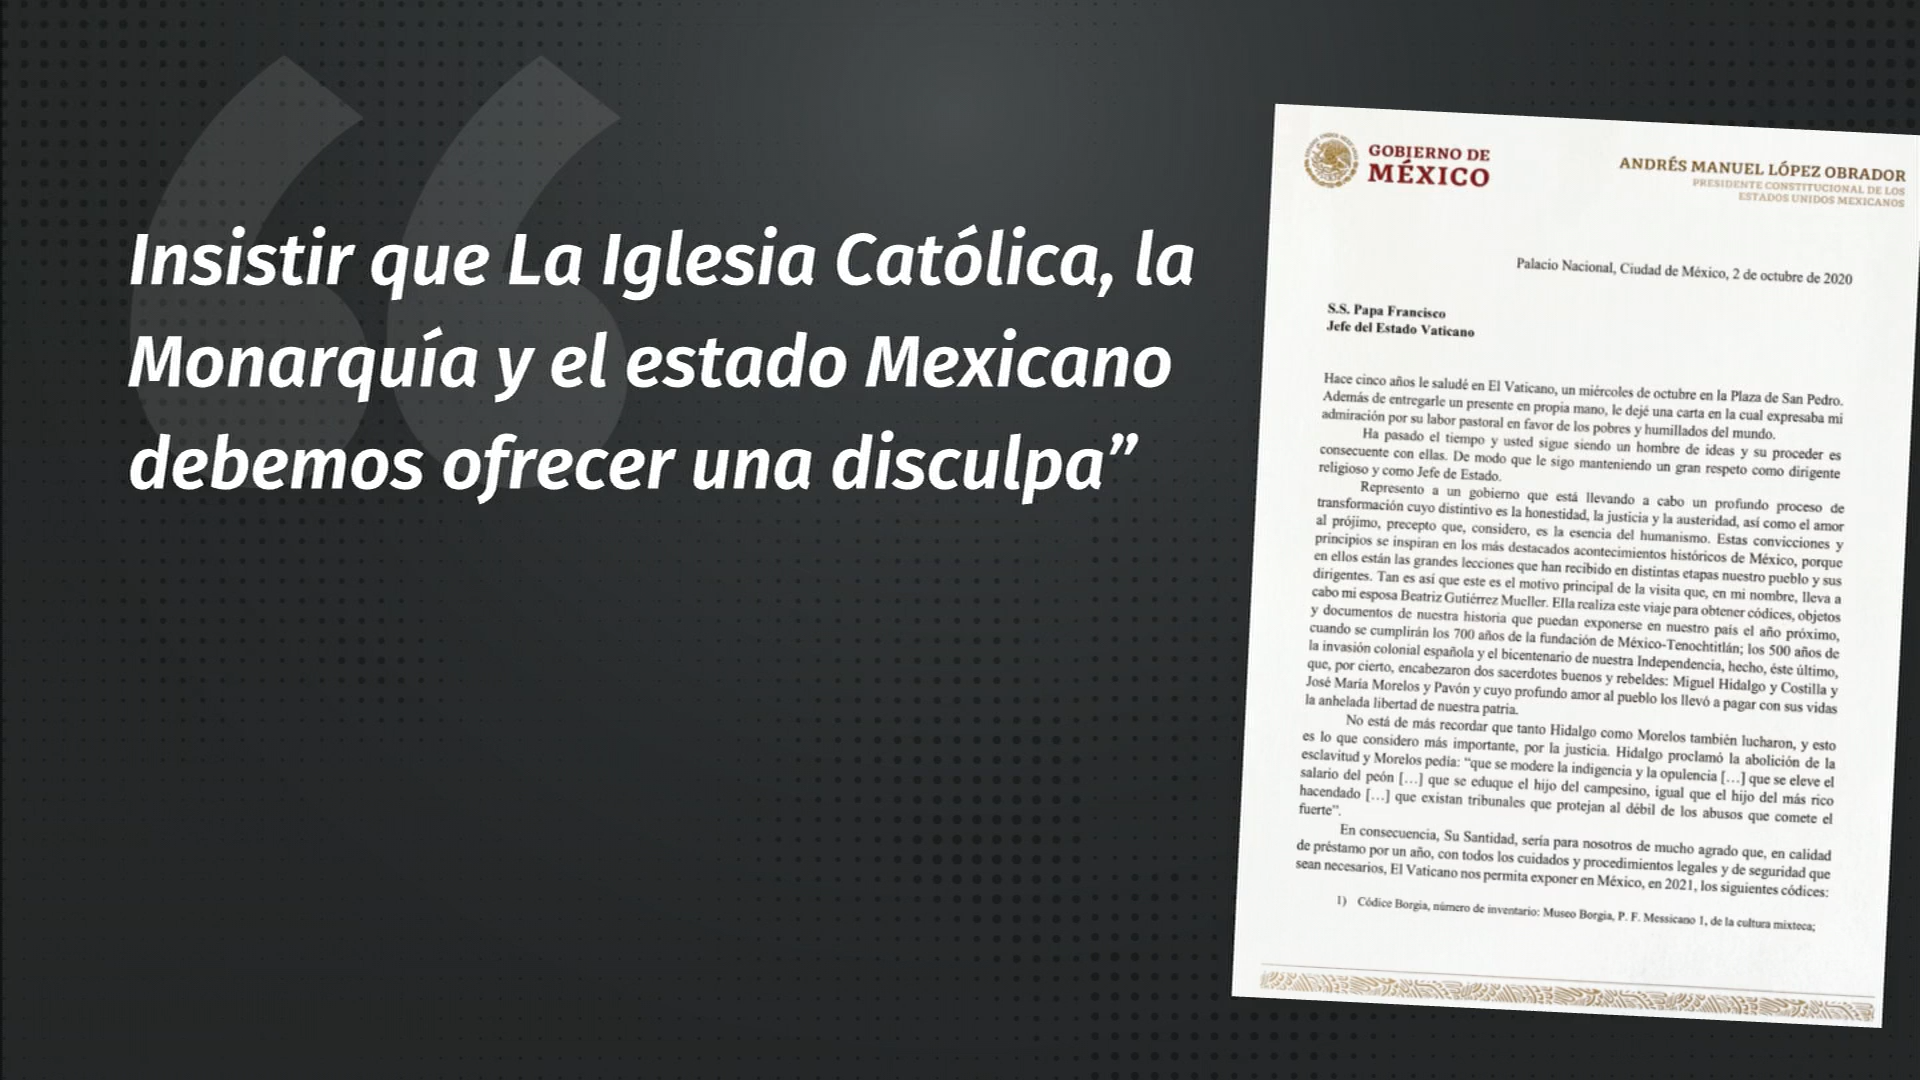 Insistir que La Iglesia Católica, la
Monarquía y el estado Mexicano
debemos ofrecer una disculpa”
GOBIERNO DE
MÉXICO
ANDRÉS MANUEL LÓPEZ OBRADOR
PRESIDENTE CONSTITUCIONAL DE LOS
ESTADOS UNIDOS MEXICANOS
Palacio Nacional, Ciudad de México, 2 de octubre de 2020
S.S. Papa Francisco
Jefe del Estado Vaticano
Hace cinco años le saludé en El Vaticano, un miércoles de octubre en la Plaza de San Pedro.
Además de entregarle un presente en propia mano, le dejé una carta en la cual expresaba mi
admiración por su labor pastoral en favor de los pobres y humillados del mundo.
Ha pasado el tiempo y usted sigue siendo un hombre de ideas y su proceder es
consecuente con ellas. De modo que le sigo manteniendo un gran respeto como dirigente
religioso y como Jefe de Estado.
Represento a un gobierno que está llevando a cabo un profundo proceso de
transformación cuyo distintivo es la honestidad, la justicia y la austeridad, así como el amor
al prójimo, precepto que, considero, es la esencia del humanismo. Estas convicciones y
principios se inspiran en los más destacados acontecimientos históricos de México, porque
en ellos están las grandes lecciones que han recibido en distintas etapas nuestro pueblo y sus
dirigentes. Tan es así que este es el motivo principal de la visita que, en mi nombre, lleva a
cabo mi esposa Beatriz Gutiérrez Mueller. Ella realiza este viaje para obtener códices, objetos
y documentos de nuestra historia que puedan exponerse en nuestro país el año próximo,
cuando se cumplirán los 700 años de la fundación de México-Tenochtitlán; los 500 años de
la invasión colonial española y el bicentenario de nuestra Independencia, hecho, éste último,
que, por cierto, encabezaron dos sacerdotes buenos y rebeldes: Miguel Hidalgo y Costilla y
José María Morelos y Pavón y cuyo profundo amor al pueblo los llevó a pagar con sus vidas
la anhelada libertad de nuestra patria.
No está de más recordar que tanto Hidalgo como Morelos también lucharon, y esto
es lo que considero más importante, por la justicia. Hidalgo proclamó la abolición de la
esclavitud y Morelos pedía: “que se modere la indigencia y la opulencia […] que se eleve el
salario del peón […] que se eduque el hijo del campesino, igual que el hijo del más rico
hacendado […] que existan tribunales que protejan al débil de los abusos que comete el
fuerte”.
En consecuencia, Su Santidad, sería para nosotros de mucho agrado que, en calidad
de préstamo por un año, con todos los cuidados y procedimientos legales y de seguridad que
sean necesarios, El Vaticano nos permita exponer en México, en 2021, los siguientes códices:
1) Códice Borgia, número de inventario: Museo Borgia, P. F. Messicano 1, de la cultura mixteca;